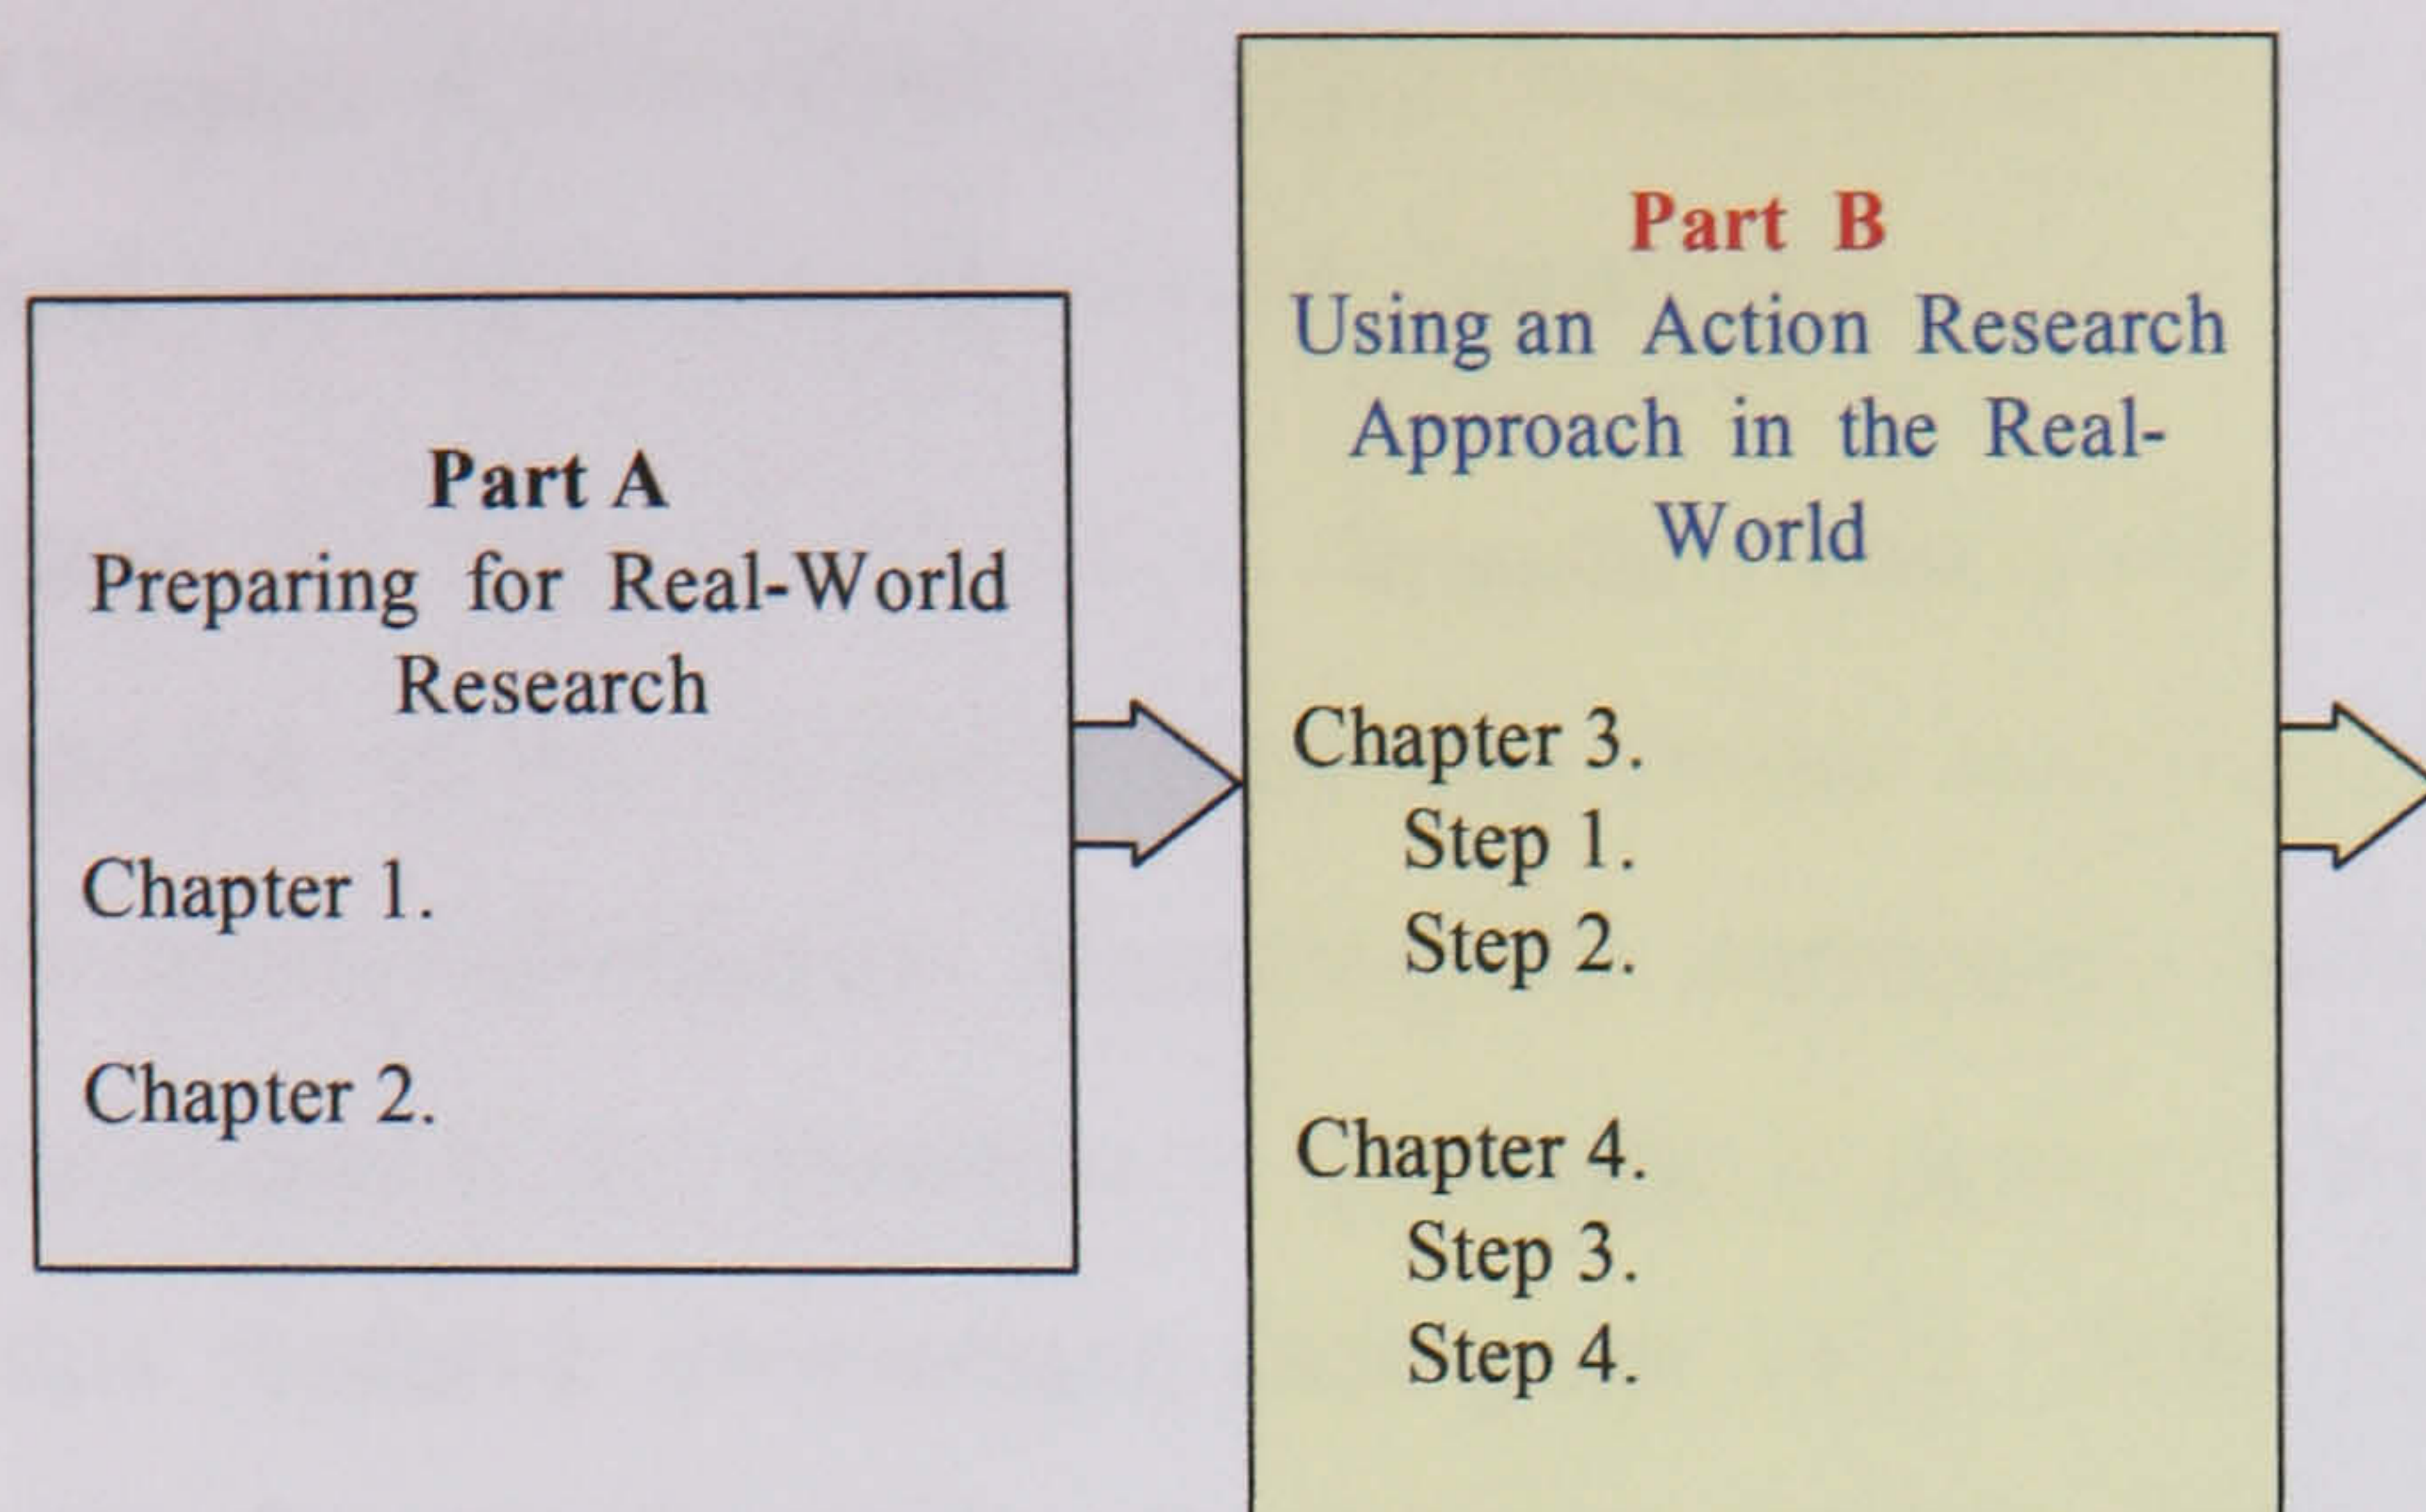 Part A
Preparing for Real-World
Research
Chapter 1.
Chapter 2.
Part B
Using an Action Research
Approach in the Real-
World
Chapter 3.
Step 1.
Step 2.
Chapter 4.
Step 3.
Step 4.